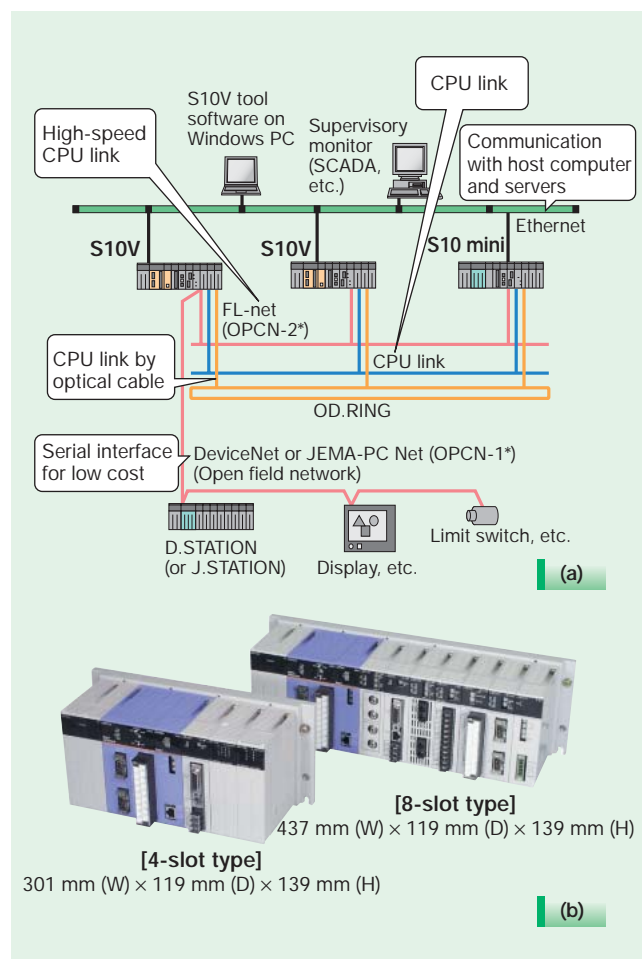 CPU link
S10V tool
software on
Windows PC
High-speed
CPU link
Supervisory
monitor
(SCADA,
etc.)
Communication
with host computer
and servers
Ethernet
S10V
S10V
S10 mini
FL-net
(OPCN-2*)
CPU link by
optical cable
CPU link
OD.RING
Serial interface
for low cost
DeviceNet or JEMA-PC Net (OPCN-1*)
(Open field network)
D.STATION
(or J.STATION)
Display, etc.
Limit switch, etc.
(a)
[8-slot type]
437 mm (W) × 119 mm (D) × 139 mm (H)
[4-slot type]
301 mm (W) × 119 mm (D) × 139 mm (H)
(b)